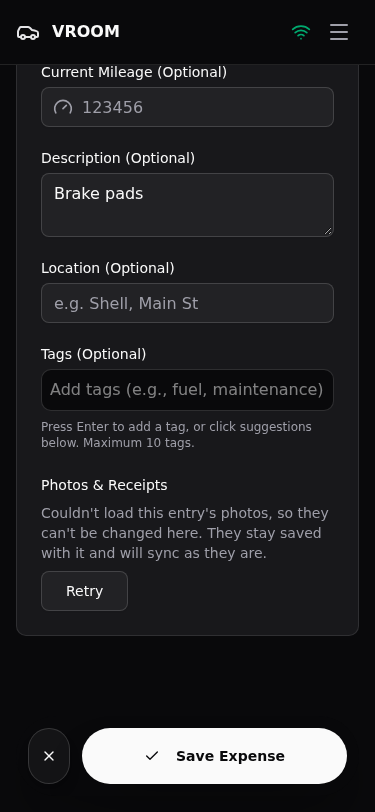 VROOM
Current Mileage (Optional)
123456
Description (Optional)
Brake pads
Location (Optional)
e.g. Shell, Main St
Tags (Optional)
Add tags (e.g., fuel, maintenance)
Press Enter to add a tag, or click suggestions
below. Maximum 10 tags.
Photos & Receipts
Couldn't load this entry's photos, so they
can't be changed here. They stay saved
with it and will sync as they are.
Retry
Save Expense